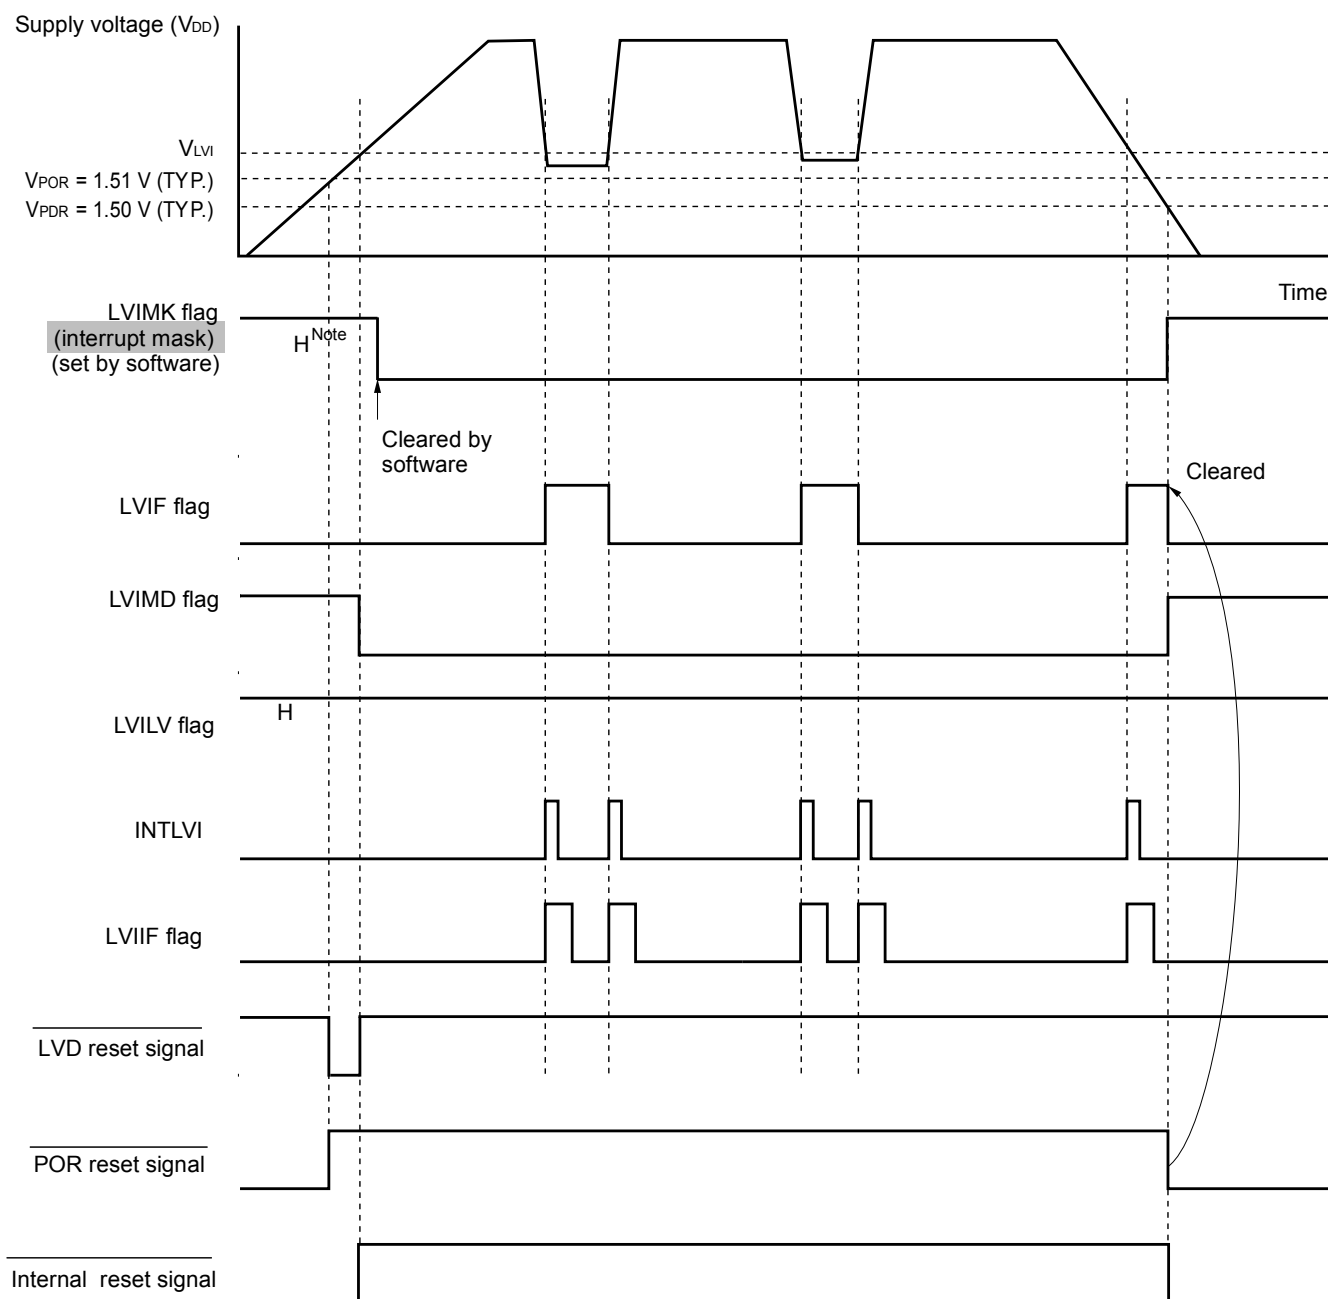 Supply voltage (VDD)
VLVI
VPOR = 1.51 V (TYP.)
VPDR = 1.50 V (TYP.)
Time
LVIMK flag
(interrupt mask)
(set by software)
H Note
Cleared by
software
Cleared
LVIF flag
LVIMD flag
H
LVILV flag
INTLVI
LVIIF flag
LVD reset signal
POR reset signal
Internal reset signal